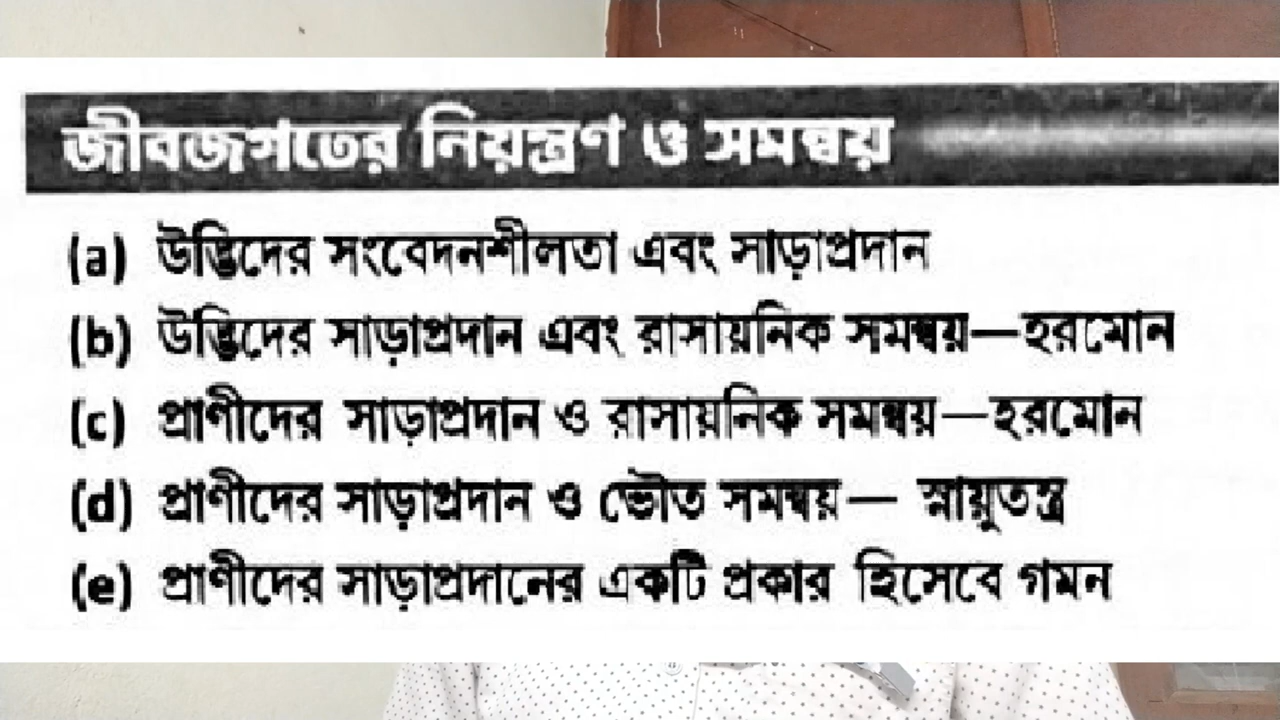 জীবজগতের নিয়ন্ত্রণ ও সমন্বয়
(a) উদ্ভিদের সংবেদনশীলতা এবং সাড়াপ্রদান
(b) উদ্ভিদের সাড়াপ্রদান এবং রাসায়নিক সমন্বয়—হরমোন
(c) প্রাণীদের সাড়াপ্রদান ও রাসায়নিক সমন্বয়—হরমোন
(d) প্রাণীদের সাড়াপ্রদান ও ভৌত সমন্বয়— স্নায়ুতন্ত্র
(e) প্রাণীদের সাড়াপ্রদানের একটি প্রকার হিসেবে গমন